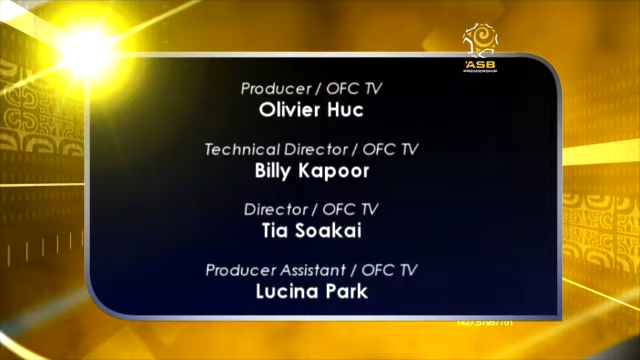 ASB
PREMIERSHIP
Producer / OFC TV
Olivier Huc
Technical Director / OFC TV
Billy Kapoor
Director / OFC TV
Tia Soakai
Producer Assistant / OFC TV
Lucina Park